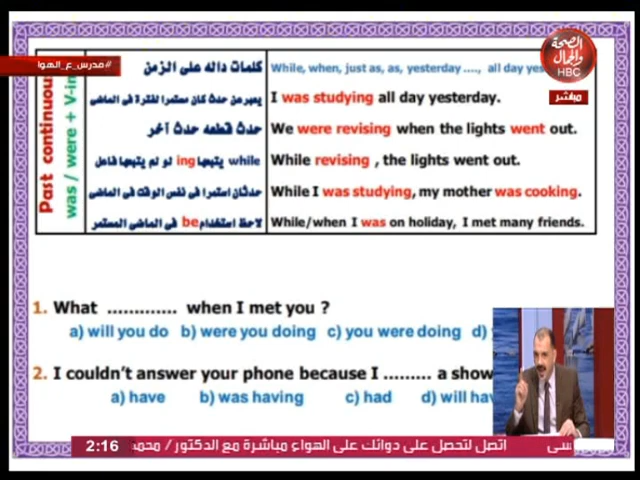 #مدرس_ع_الهوا
الصحة
والجمال
HBC
مباشر
Past continuous
was / were + V-in
كلمات داله على الزمن
While, when, just as, as, yesterday ...., all day yes
يعبر عن حدث كان مستمرا لفترة فى الماضى
I was studying all day yesterday.
حدث قطعه حدث آخر
We were revising when the lights went out.
while يتبعها ing لو لم يتبعها فاعل
While revising , the lights went out.
حدثان استمرا فى نفس الوقت فى الماضى
While I was studying, my mother was cooking.
لاحظ استخدام be فى الماضى المستمر
While/when I was on holiday, I met many friends.
1. What ............. when I met you ?
a) will you do b) were you doing c) you were doing d)
2. I couldn't answer your phone because I ......... a show
a) have b) was having c) had d) will hav
2:16
اتصل لتحصل على دوائك على الهواء مباشرة مع الدكتور / محمد